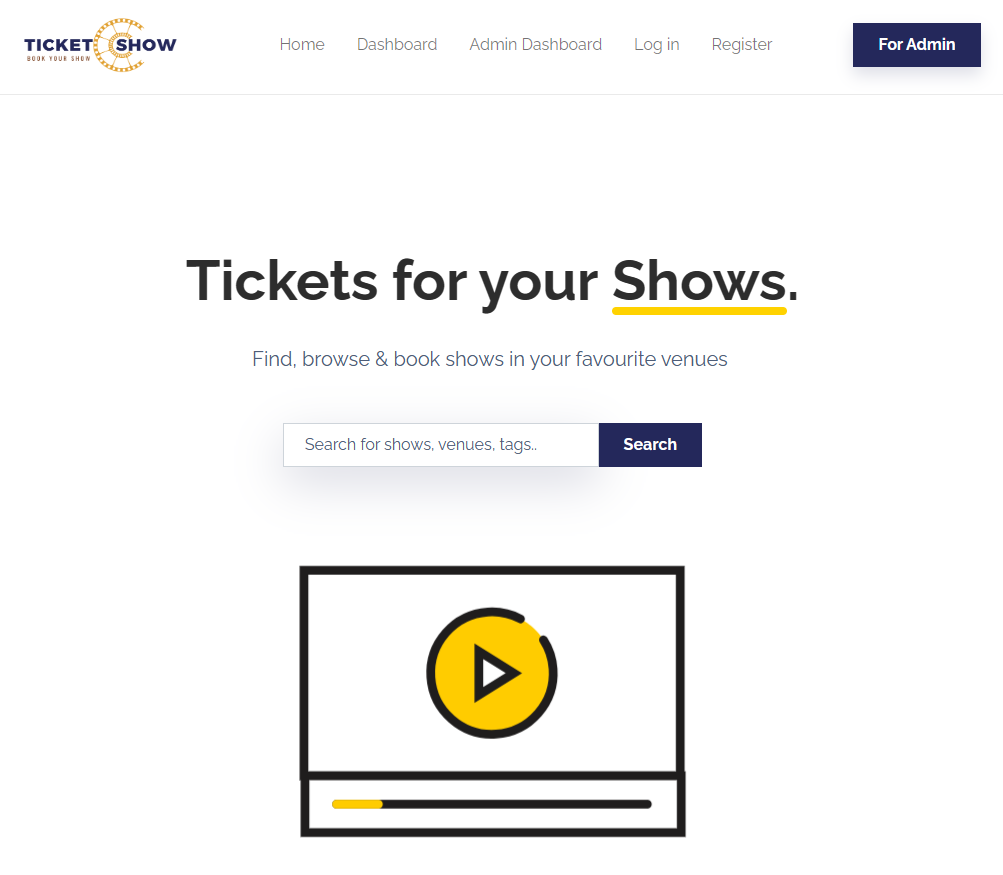 TICKET SHOW
BOOK YOUR SHOW
Home Dashboard Admin Dashboard Log in Register
For Admin
Tickets for your Shows.
Find, browse & book shows in your favourite venues
Search for shows, venues, tags..
Search